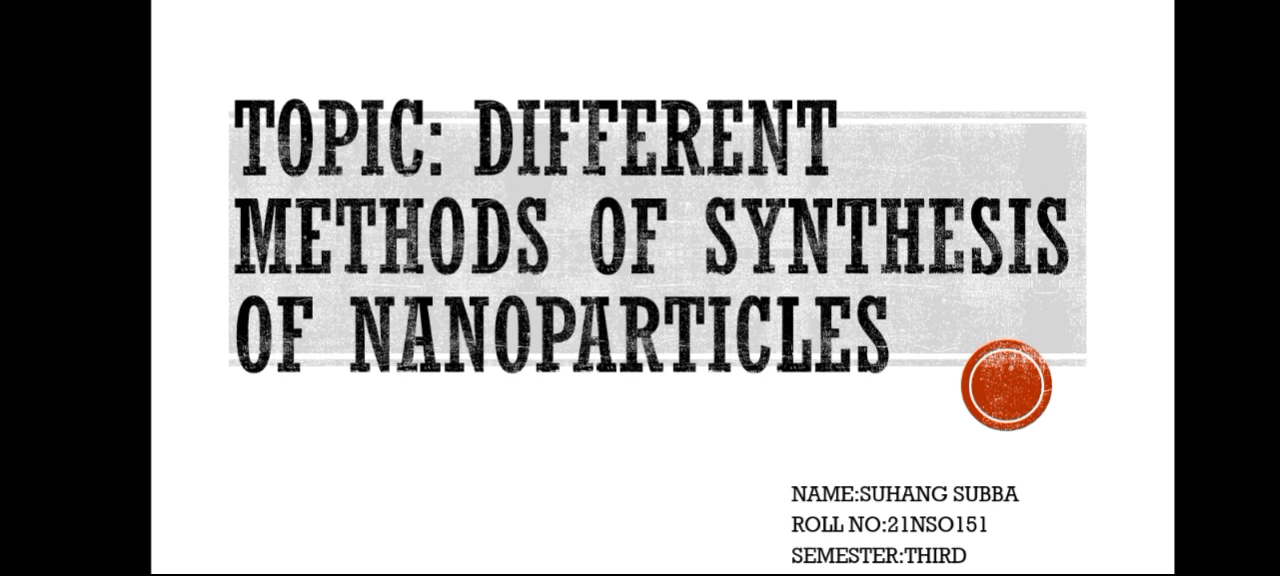 TOPIC: DIFFERENT
METHODS OF SYNTHESIS
OF NANOPARTICLES
NAME:SUHANG SUBBA
ROLL NO:21NSO151
SEMESTER:THIRD